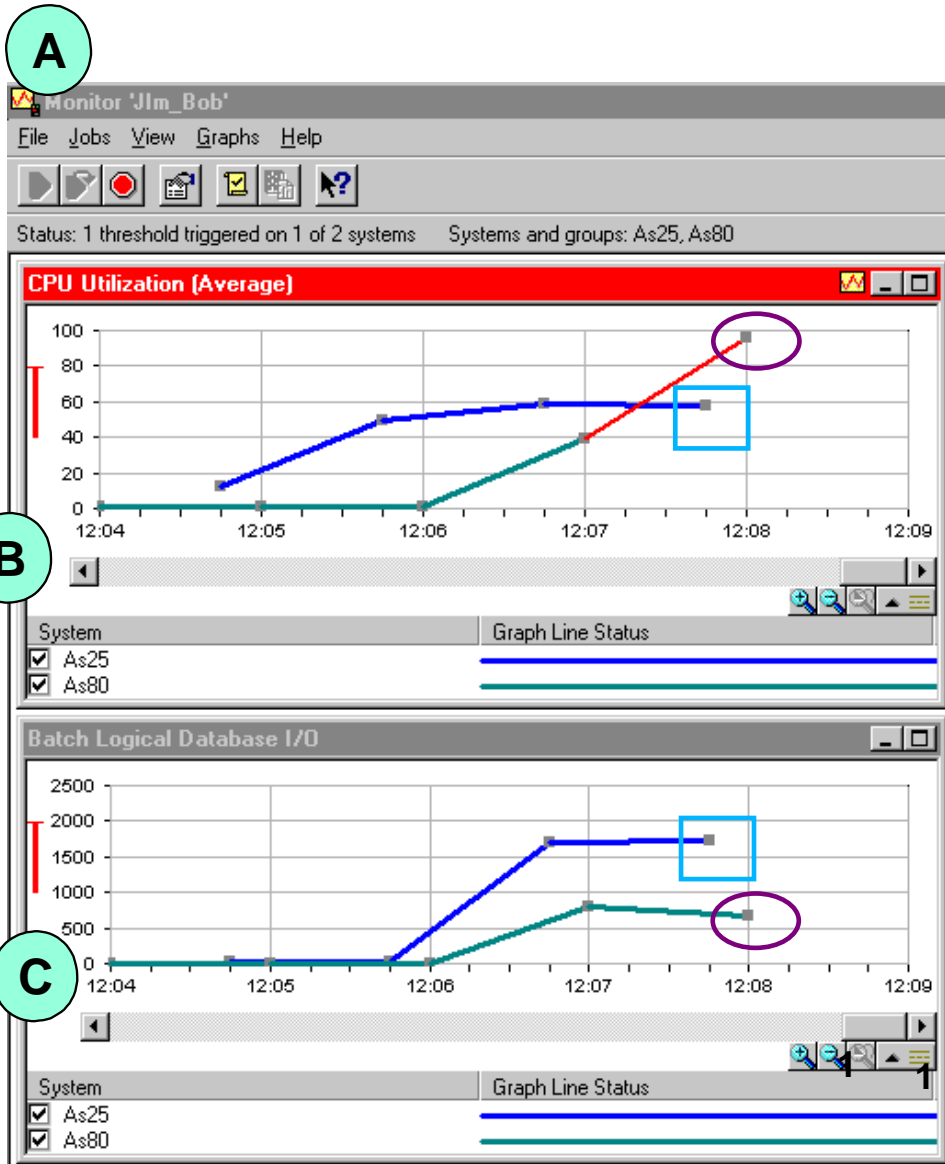 A
Monitor 'JIm_Bob'
File Jobs View Graphs Help
Status: 1 threshold triggered on 1 of 2 systems Systems and groups: As25, As80
CPU Utilization (Average)
100
80
60
40
20
0
12:04 12:05 12:06 12:07 12:08 12:09
B
System Graph Line Status
As25
As80
Batch Logical Database I/O
2500
2000
1500
1000
500
0
C
12:04 12:05 12:06 12:07 12:08 12:09
1 1
System Graph Line Status
As25
As80